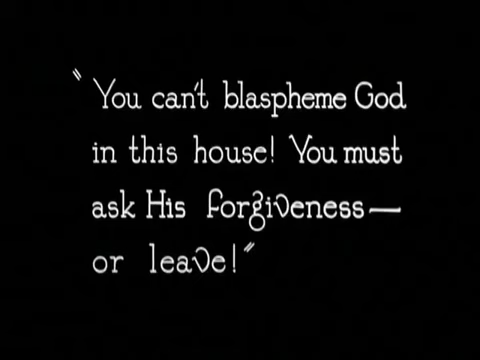 "You can't blaspheme God
in this house! You must
ask His forgiveness—
or leave!"